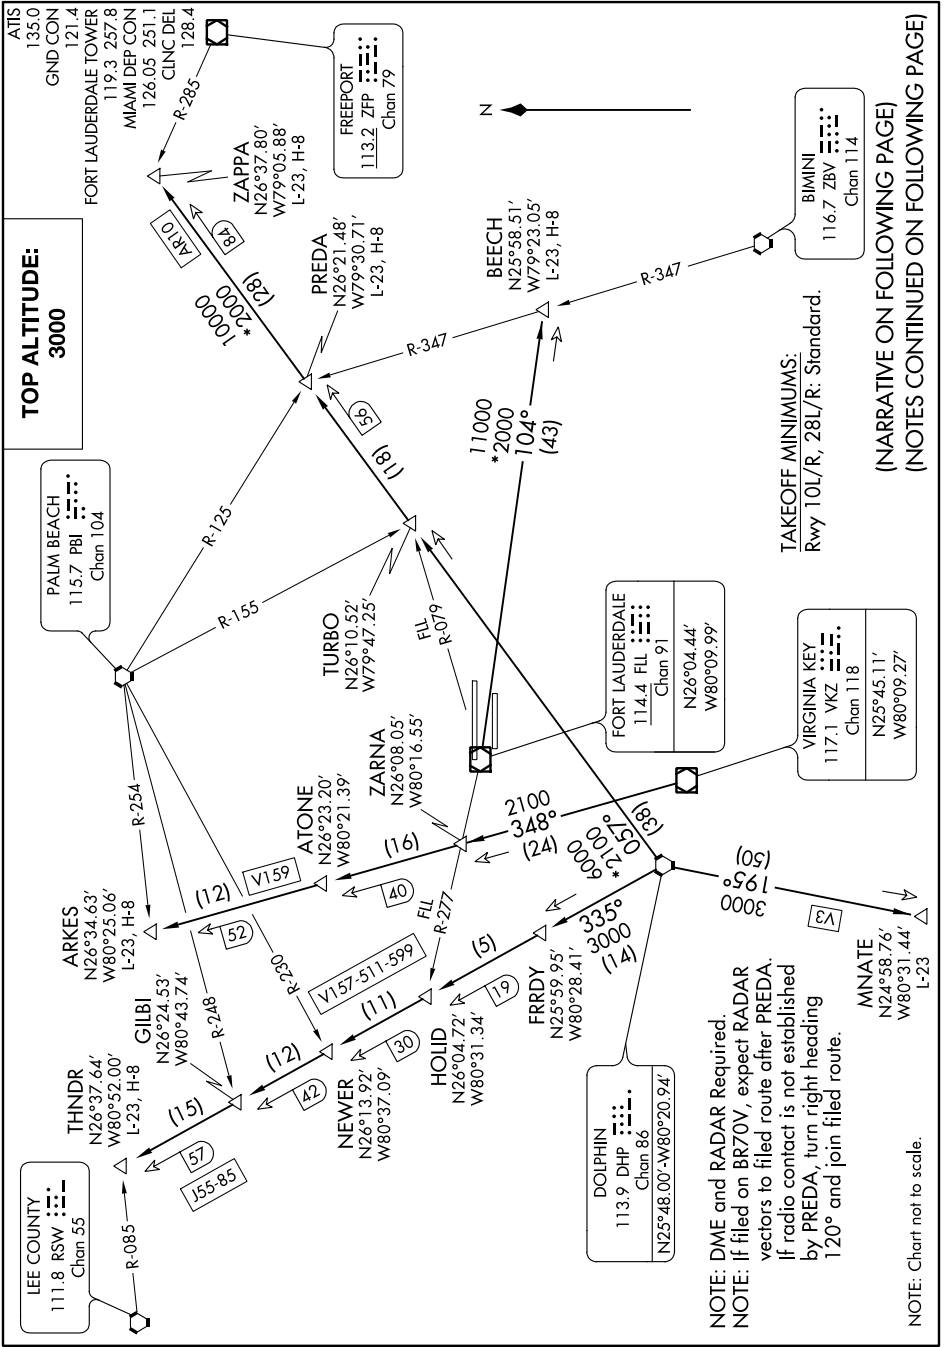 TOP ALTITUDE:
3000
ATIS
135.0
GND CON
121.4
FORT LAUDERDALE TOWER
119.3 257.8
MIAMI DEP CON
126.05 251.1
CLNC DEL
128.4
LEE COUNTY
111.8 RSW
Chan 55
R-085
THNDR
N26°37.64'
W80°52.00'
L-23, H-8
(15)
57
J55-85
GILBI
N26°24.53'
W80°43.74'
R-248
(12)
42
NEWER
N26°13.92'
W80°37.09'
R-230
(11)
30
V157-511-599
HOLID
N26°04.72'
W80°31.34'
FLL
R-277
(5)
19
FRRDY
N25°59.95'
W80°28.41'
335°
3000
(14)
ARKES
N26°34.63'
W80°25.06'
L-23, H-8
R-254
(12)
52
V159
ATONE
N26°23.20'
W80°21.39'
(16)
40
ZARNA
N26°08.05'
W80°16.55'
2100
348°
(24)
PALM BEACH
115.7 PBI
Chan 104
R-125
R-155
TURBO
N26°10.52'
W79°47.25'
FLL
R-079
(18)
56
PREDA
N26°21.48'
W79°30.71'
L-23, H-8
10000
*2000
(28)
AR10
84
ZAPPA
N26°37.80'
W79°05.88'
L-23, H-8
R-285
FREEPORT
113.2 ZFP
Chan 79
N
11000
*2000
104°
(43)
BEECH
N25°58.51'
W79°23.05'
L-23, H-8
R-347
R-347
BIMINI
116.7 ZBV
Chan 114
FORT LAUDERDALE
114.4 FLL
Chan 91
N26°04.44'
W80°09.99'
VIRGINIA KEY
117.1 VKZ
Chan 118
N25°45.11'
W80°09.27'
6000
*2100
057°
(38)
DOLPHIN
113.9 DHP
Chan 86
N25°48.00'-W80°20.94'
3000
195°
(50)
V3
MNATE
N24°58.76'
W80°31.44'
L-23
TAKEOFF MINIMUMS:
Rwy 10L/R, 28L/R: Standard.
NOTE: DME and RADAR Required.
NOTE: If filed on BR70V, expect RADAR
vectors to filed route after PREDA.
If radio contact is not established
by PREDA, turn right heading
120° and join filed route.
NOTE: Chart not to scale.
(NARRATIVE ON FOLLOWING PAGE)
(NOTES CONTINUED ON FOLLOWING PAGE)